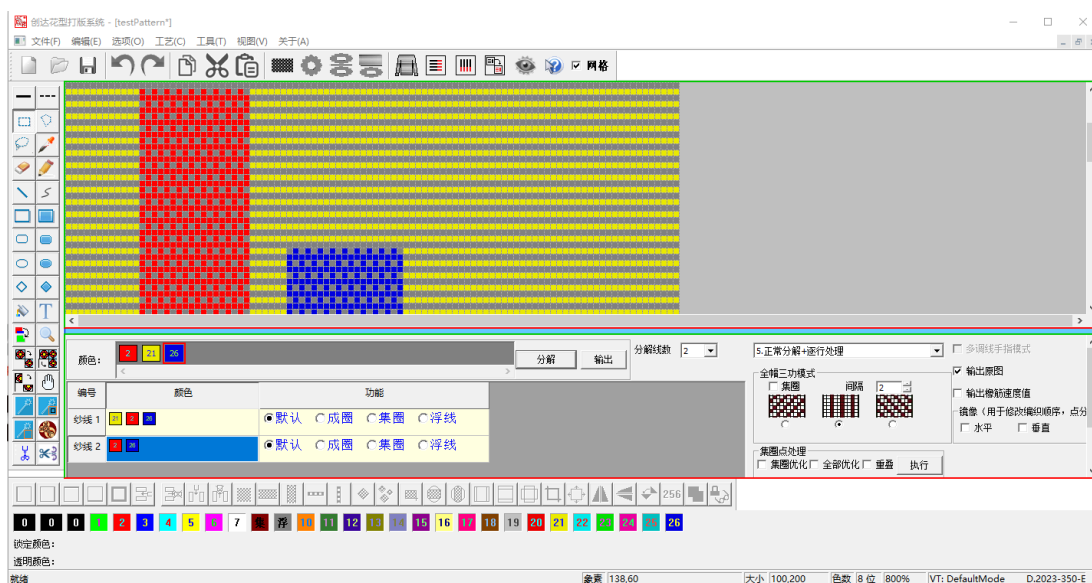 创达花型打版系统 - [testPattern*]
文件(F) 编辑(E) 选项(O) 工艺(C) 工具(T) 视图(V) 关于(A)
网格
颜色: 2 21 26
分解 输出 分解线数 2
5.正常分解+逐行处理
多调线手指模式
编号 颜色 功能
纱线 1 21 2 26 默认 成圈 集圈 浮线
纱线 2 2 26 默认 成圈 集圈 浮线
全幅三功模式
集圈 间隔 2
输出原图
输出橡筋速度值
镜像（用于修改编织顺序，点分
水平 垂直
集圈点处理
集圈优化 全部优化 重叠 执行
256
0 0 0 1 2 3 4 5 6 7 集 浮 10 11 12 13 14 15 16 17 18 19 20 21 22 23 24 25 26
锁定颜色:
透明颜色:
就绪 象素 138,60 大小 100,200 色数 8 位 800% VT: DefaultMode D.2023-350-E